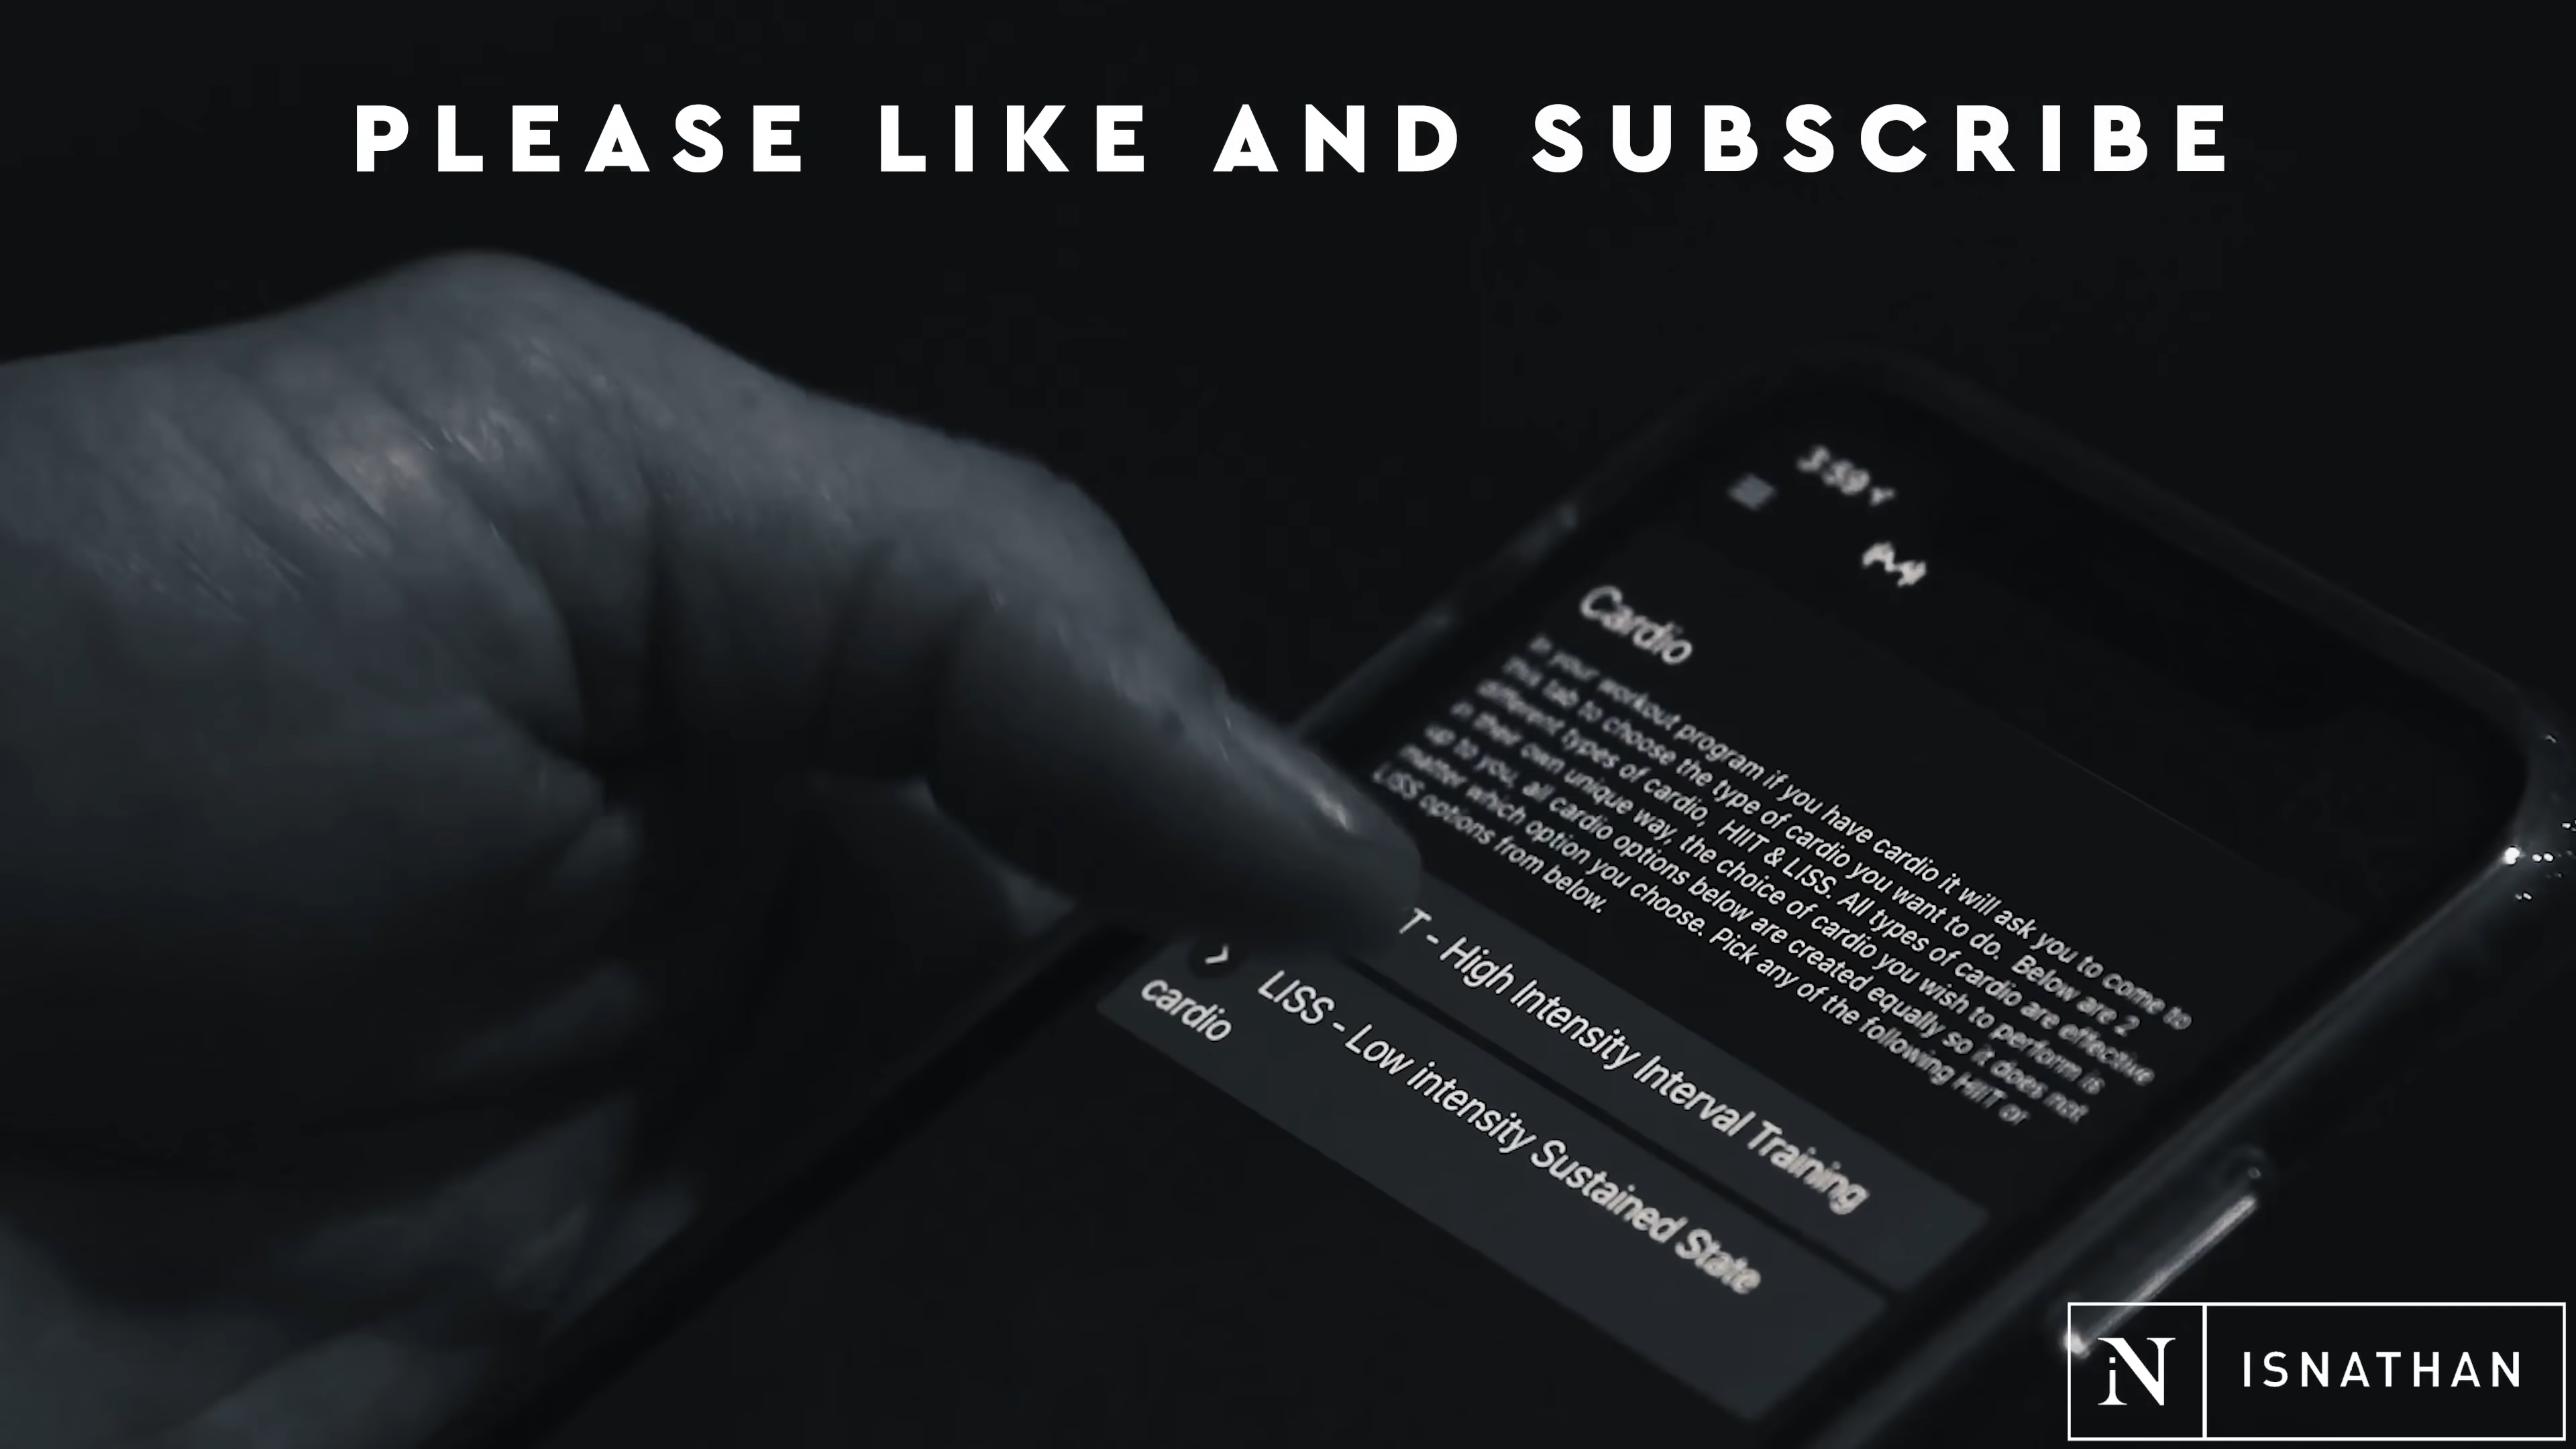 PLEASE LIKE AND SUBSCRIBE
3:59
Cardio
In your workout program if you have cardio it will ask you to come to
this tab to choose the type of cardio you want to do. Below are 2
different types of cardio, HIIT & LISS. All types of cardio are effective
in their own unique way, the choice of cardio you wish to perform is
up to you, all cardio options below are created equally so it does not
matter which option you choose. Pick any of the following HIIT or
LISS options from below.
T - High Intensity Interval Training
LISS - Low intensity Sustained State
cardio
iN
ISNATHAN